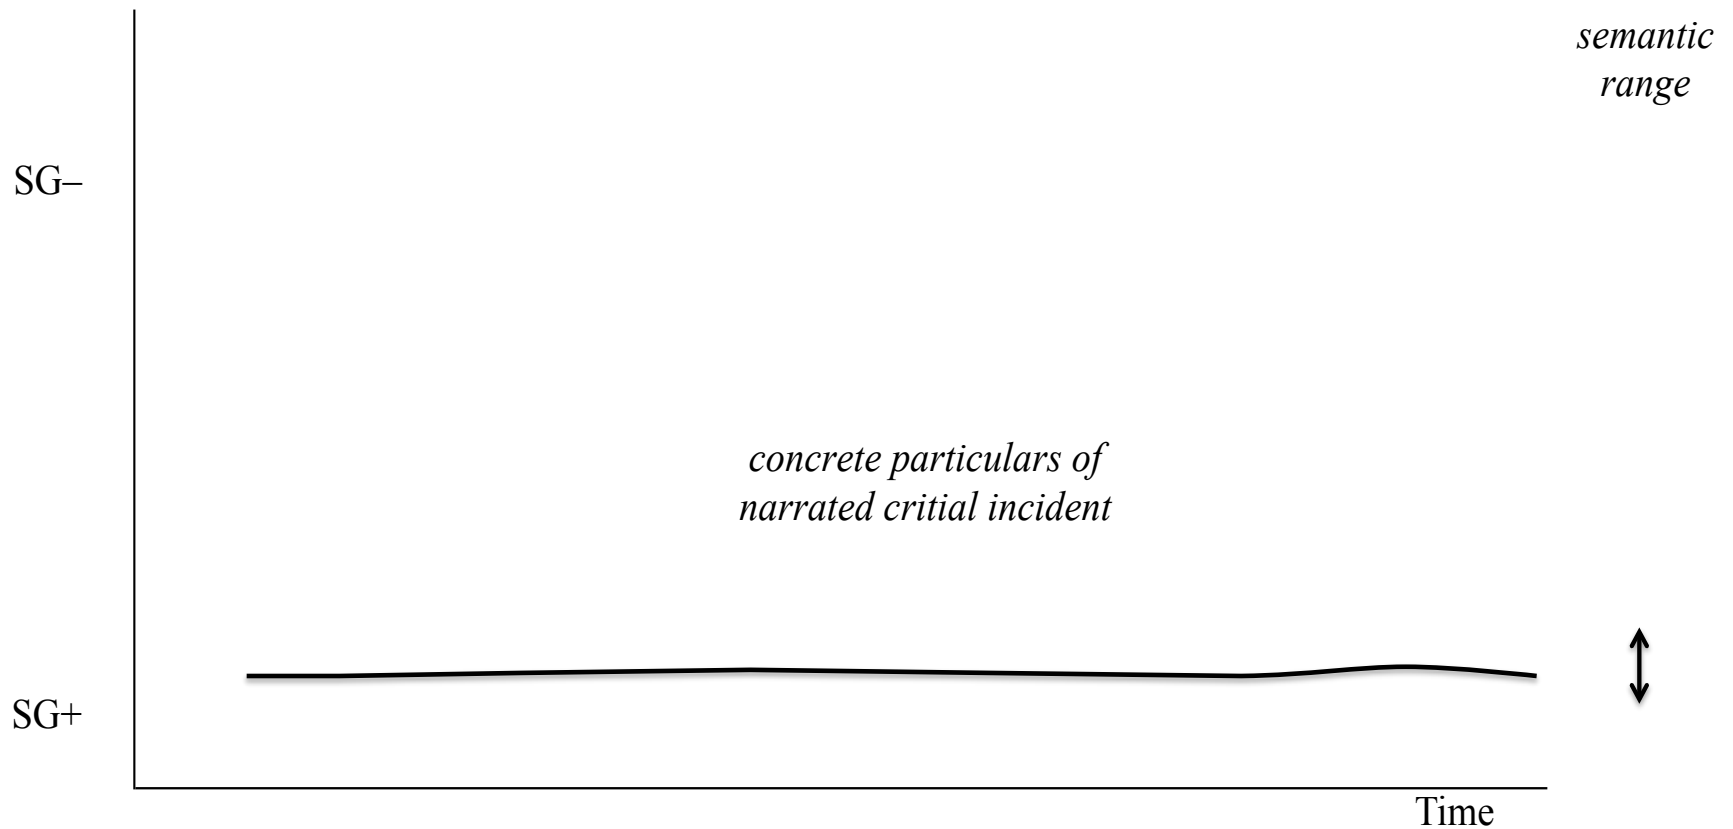 semantic
range
SG–
concrete particulars of
narrated critial incident
SG+
Time